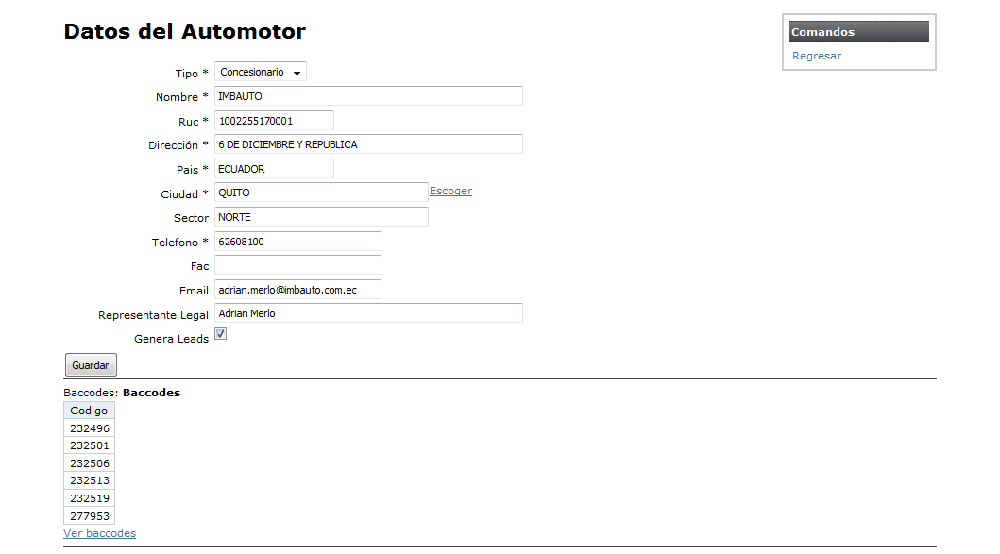 Datos del Automotor
Comandos
Regresar
Tipo * Concesionario
Nombre * IMBAUTO
Ruc * 1002255170001
Dirección * 6 DE DICIEMBRE Y REPUBLICA
Pais * ECUADOR
Ciudad * QUITO Escoger
Sector NORTE
Telefono * 62608100
Fac
Email adrian.merlo@imbauto.com.ec
Representante Legal Adrian Merlo
Genera Leads
Guardar
Baccodes: Baccodes
Codigo
232496
232501
232506
232513
232519
277953
Ver baccodes